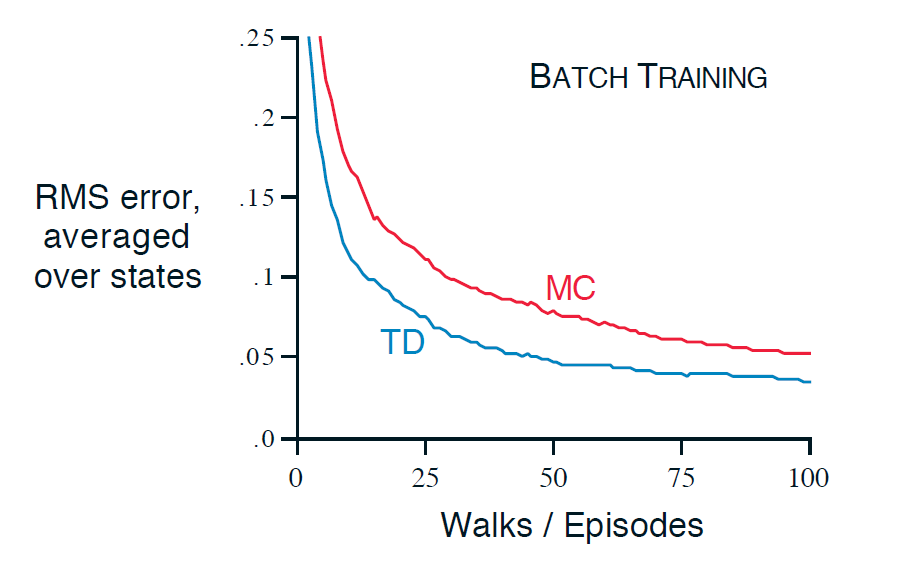 BATCH TRAINING
RMS error,
averaged
over states
.25
.2
.15
.1
.05
.0
MC
TD
0 25 50 75 100
Walks / Episodes